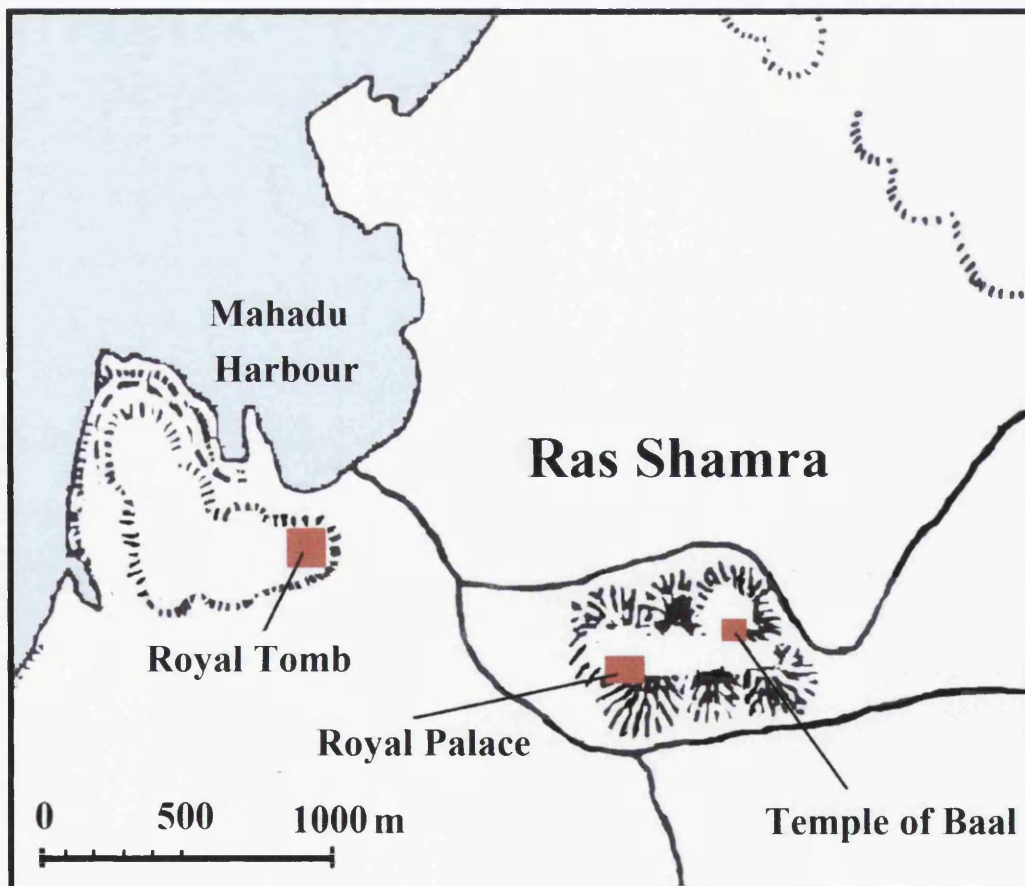 Mahadu
Harbour
Ras Shamra
Royal Tomb
Royal Palace
Temple of Baal
0 500 1000 m